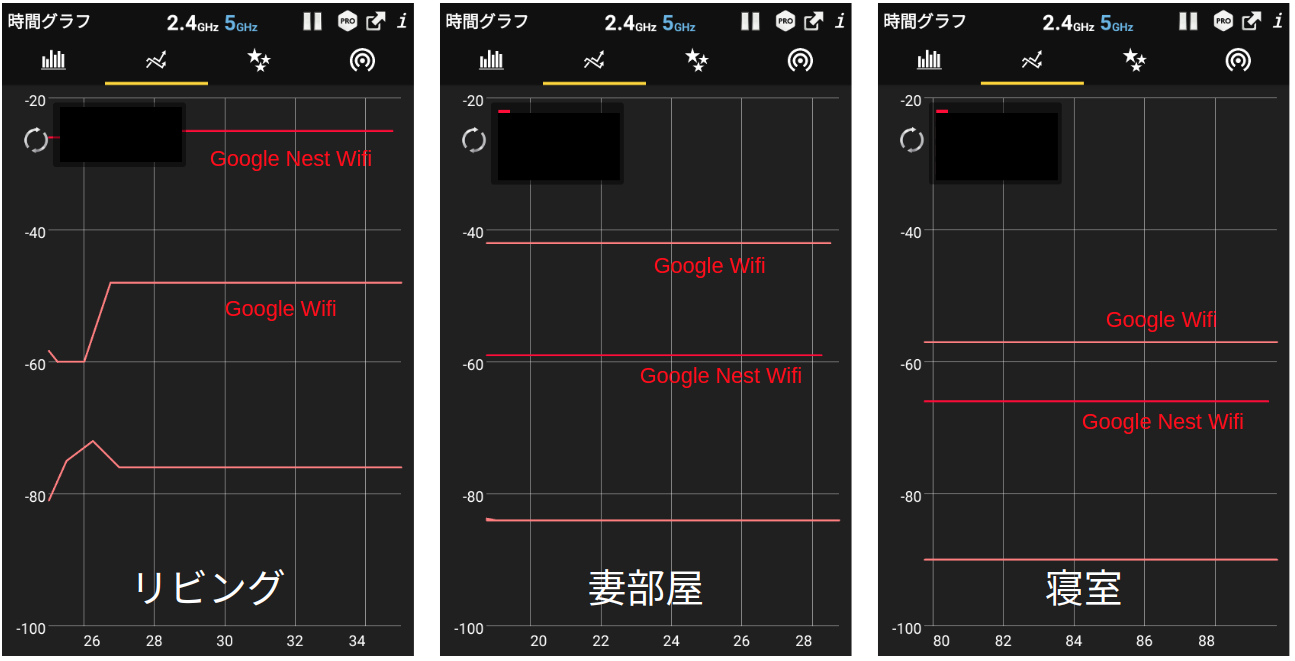 時間グラフ 2.4GHz 5GHz PRO i
-20
Google Nest Wifi
-40
Google Wifi
-60
-80
リビング
-100
26 28 30 32 34
時間グラフ 2.4GHz 5GHz PRO i
-20
-40
Google Wifi
-60
Google Nest Wifi
-80
妻部屋
-100
20 22 24 26 28
時間グラフ 2.4GHz 5GHz PRO i
-20
-40
Google Wifi
-60
Google Nest Wifi
-80
寝室
-100
80 82 84 86 88